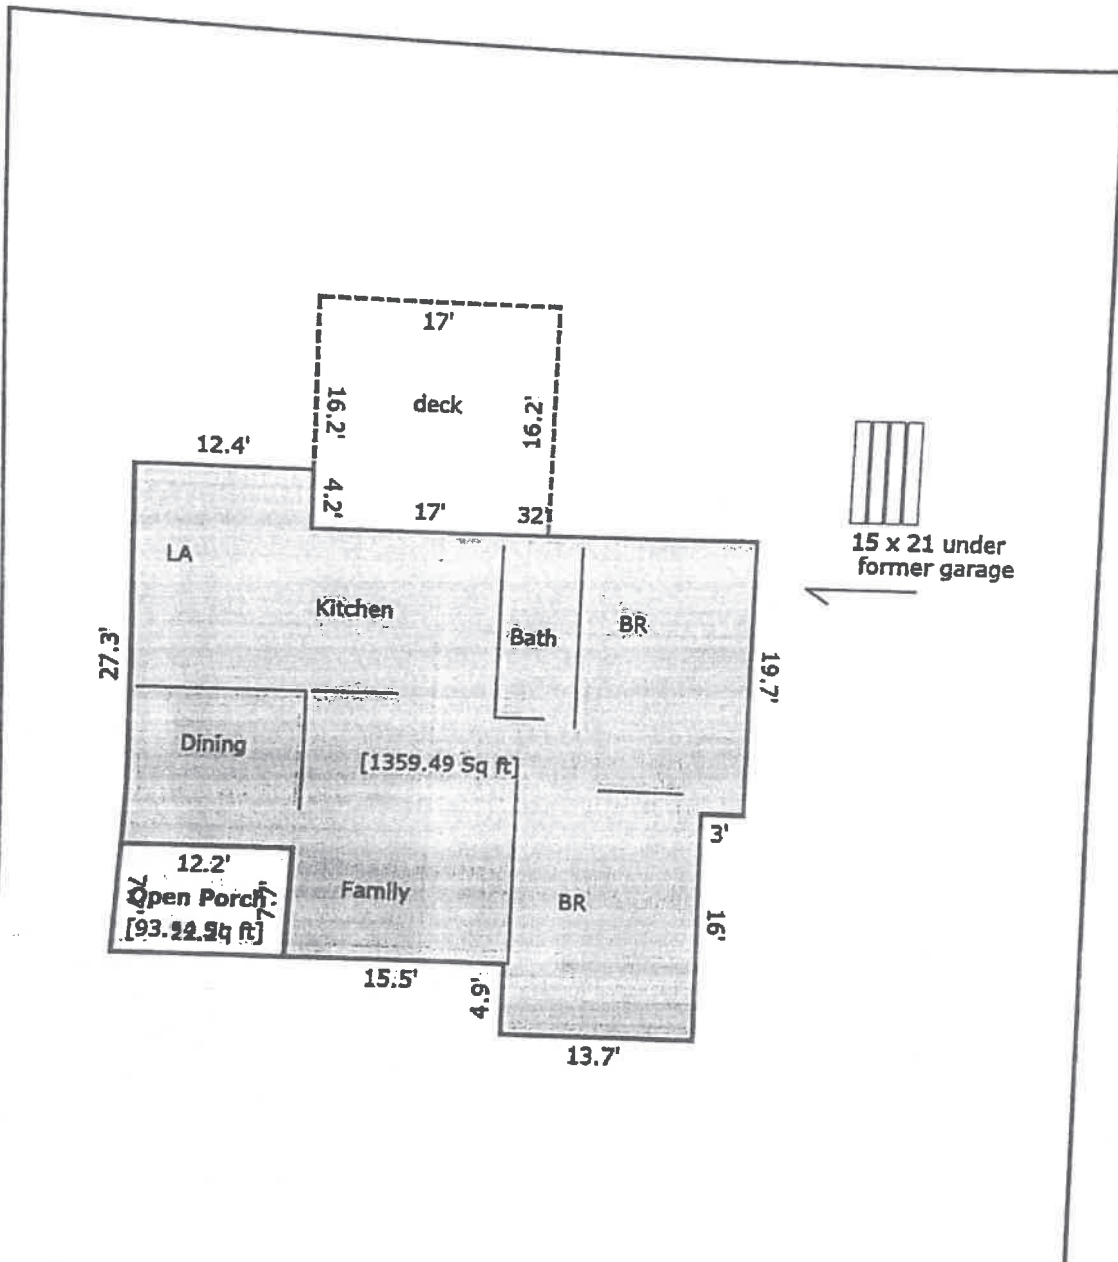 17'
16.2'
deck
16.2'
12.4'
4.2'
17'
32'
15 x 21 under
former garage
LA
Kitchen
Bath
BR
27.3'
19.7'
Dining
[1359.49 Sq ft]
3'
12.2'
7.7'
Open Porch
Family
BR
16'
15.5'
4.9'
13.7'